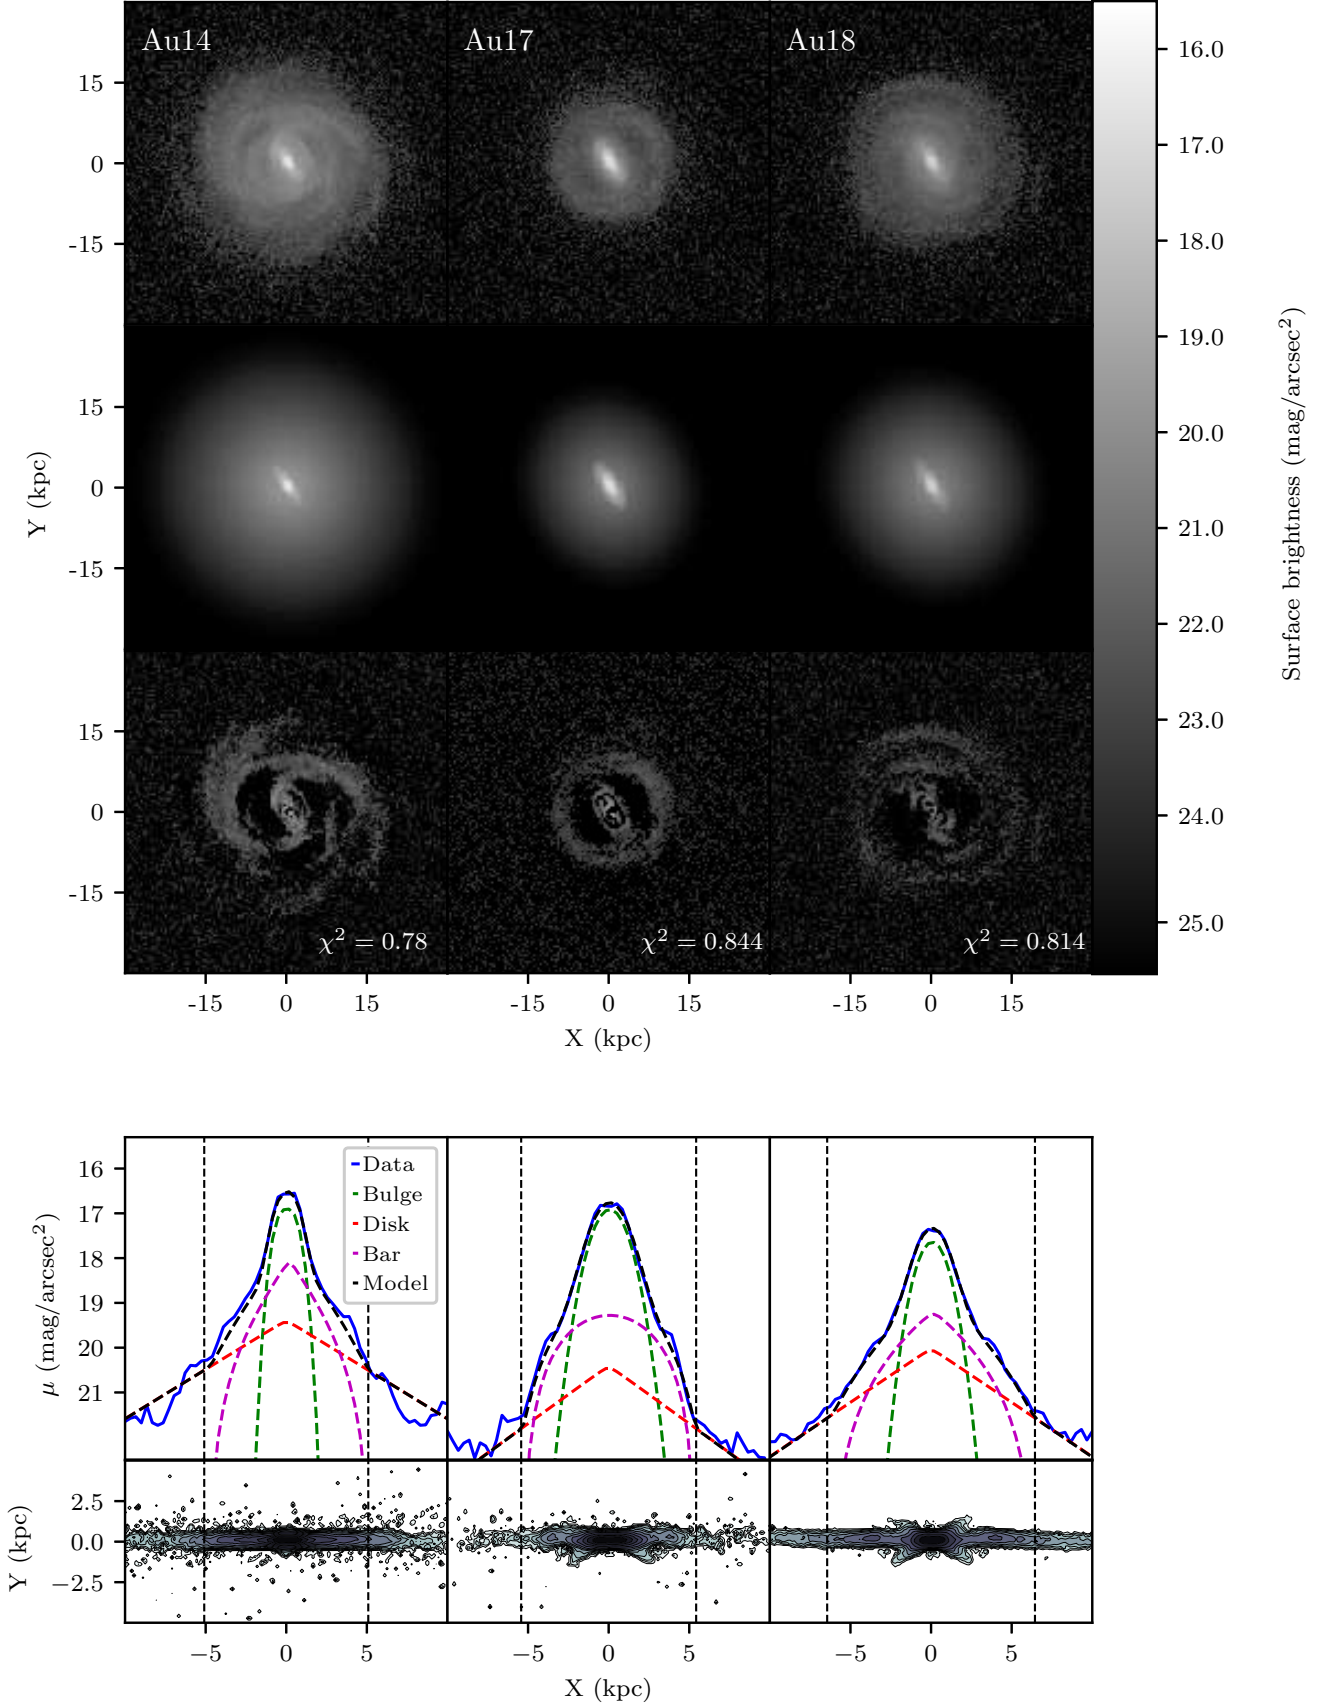 Au14
Au17
Au18
15
0
-15
15
0
-15
15
0
-15
Y (kpc)
χ² = 0.78
χ² = 0.844
χ² = 0.814
-15 0 15
-15 0 15
-15 0 15
X (kpc)
16.0
17.0
18.0
19.0
20.0
21.0
22.0
23.0
24.0
25.0
Surface brightness (mag/arcsec²)
16
17
18
19
20
21
μ (mag/arcsec²)
Data
Bulge
Disk
Bar
Model
2.5
0.0
−2.5
Y (kpc)
−5 0 5
−5 0 5
−5 0 5
X (kpc)